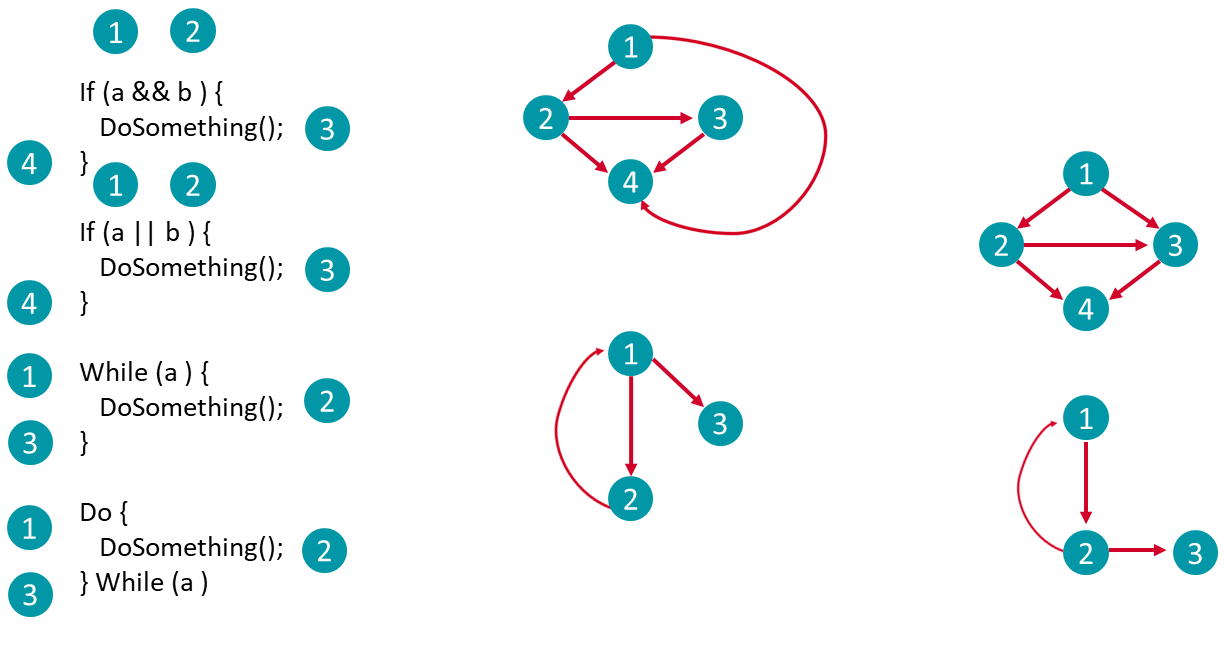 1 2
If (a && b ) {
DoSomething(); 3
4 }
1 2
If (a || b ) {
DoSomething(); 3
4 }
1 While (a ) {
DoSomething(); 2
3 }
1 Do {
DoSomething(); 2
3 } While (a )
1
2 3
4
1
2 3
4
1
3
2
1
2 3